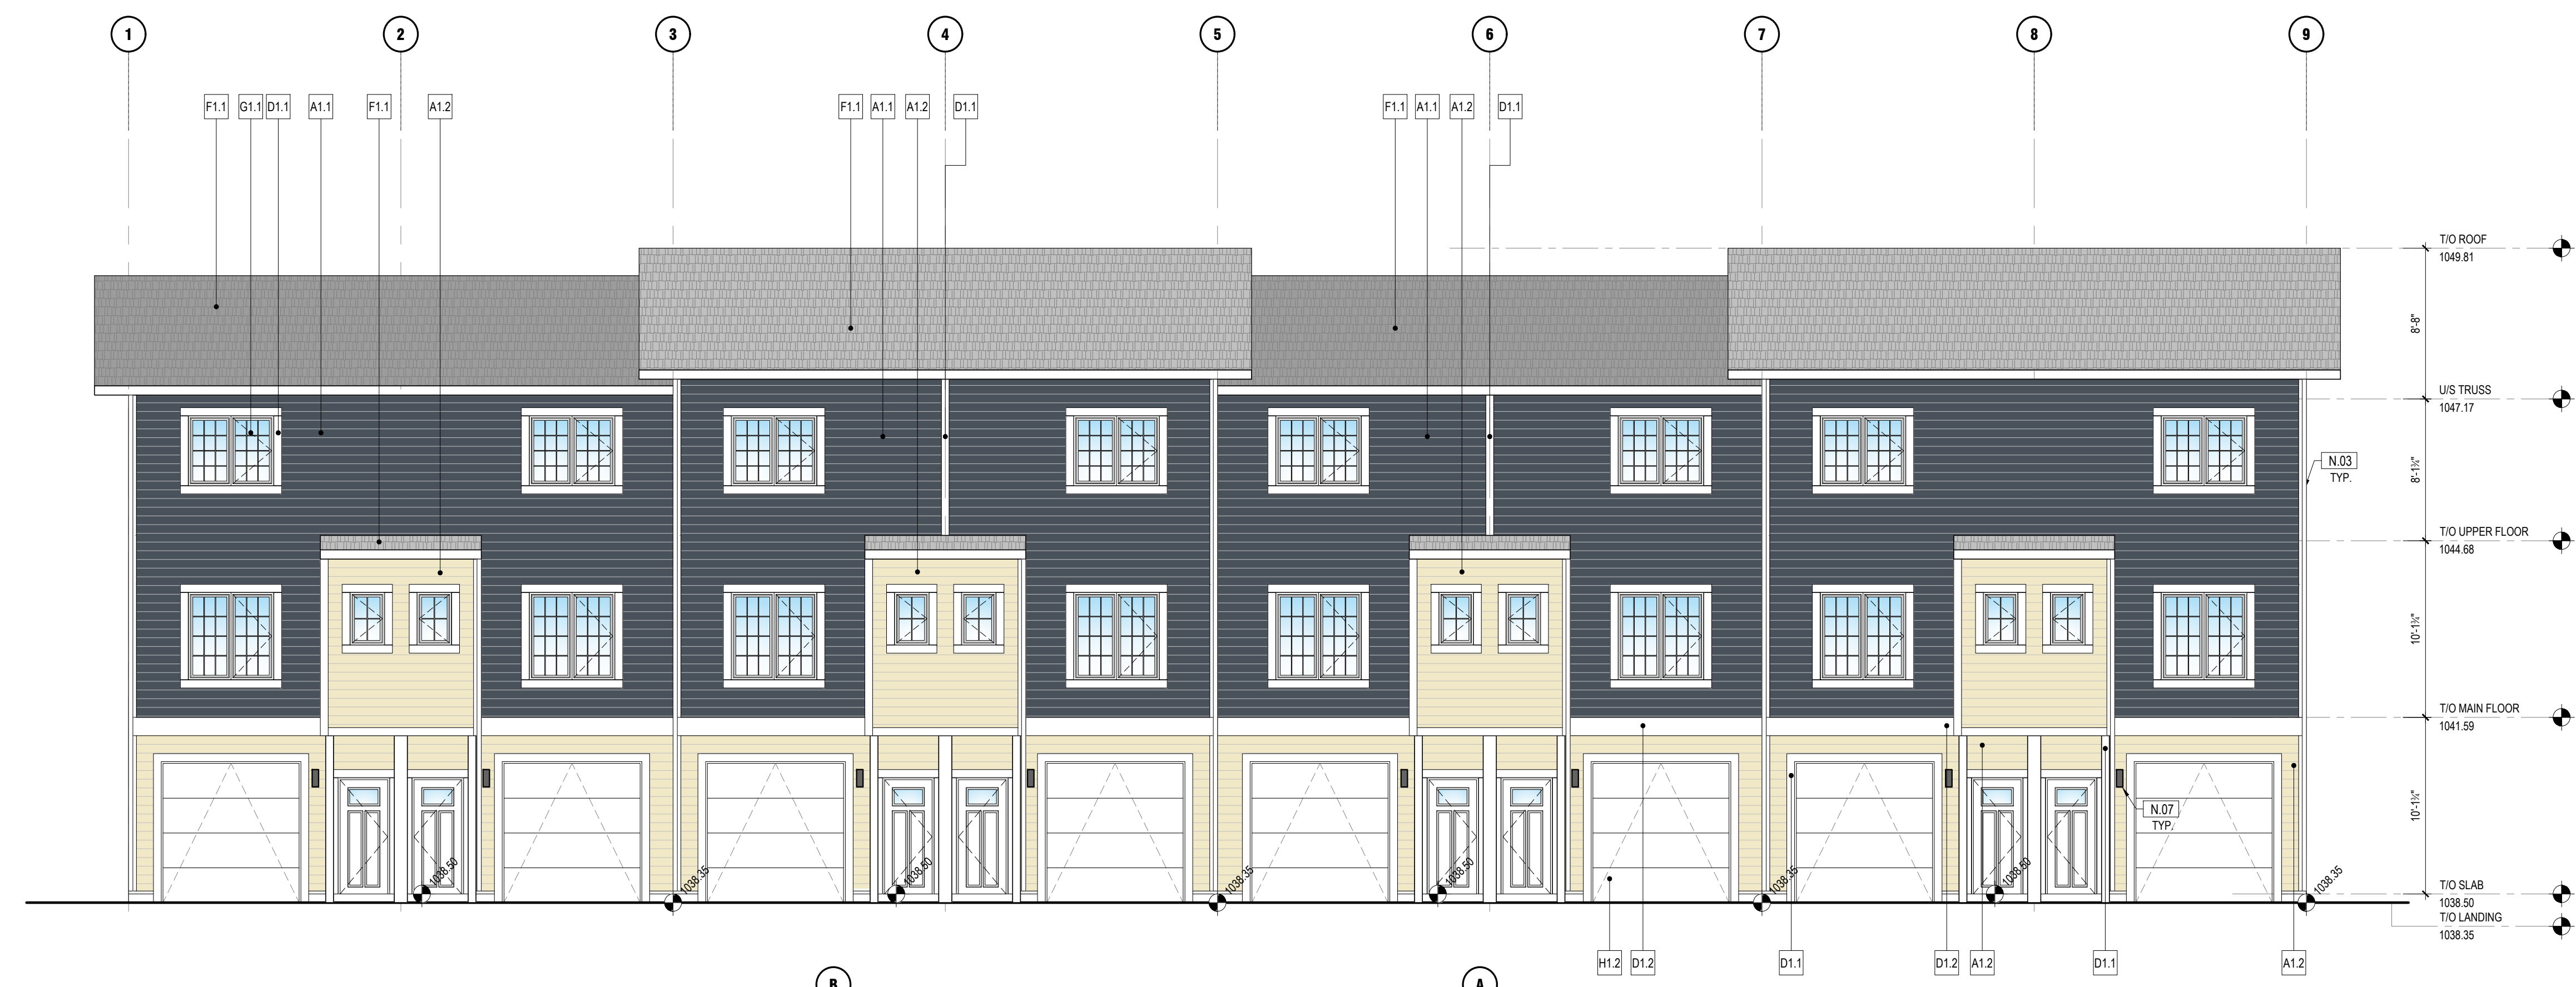 1 2 3 4 5 6 7 8 9
F1.1 G1.1 D1.1 A1.1 F1.1 A1.2 F1.1 A1.1 A1.2 D1.1 F1.1 A1.1 A1.2 D1.1
T/O ROOF
1049.81
8'-8"
U/S TRUSS
1047.17
8'-1¾"
N.03
TYP.
T/O UPPER FLOOR
1044.68
10'-1¾"
T/O MAIN FLOOR
1041.59
10'-1¾"
N.07
TYP.
1038.50 1038.35 1038.50 1038.35 1038.50 1038.35 1038.50 1038.35
T/O SLAB
1038.50
T/O LANDING
1038.35
H1.2 D1.2 D1.1 D1.2 A1.2 D1.1 A1.2
B A